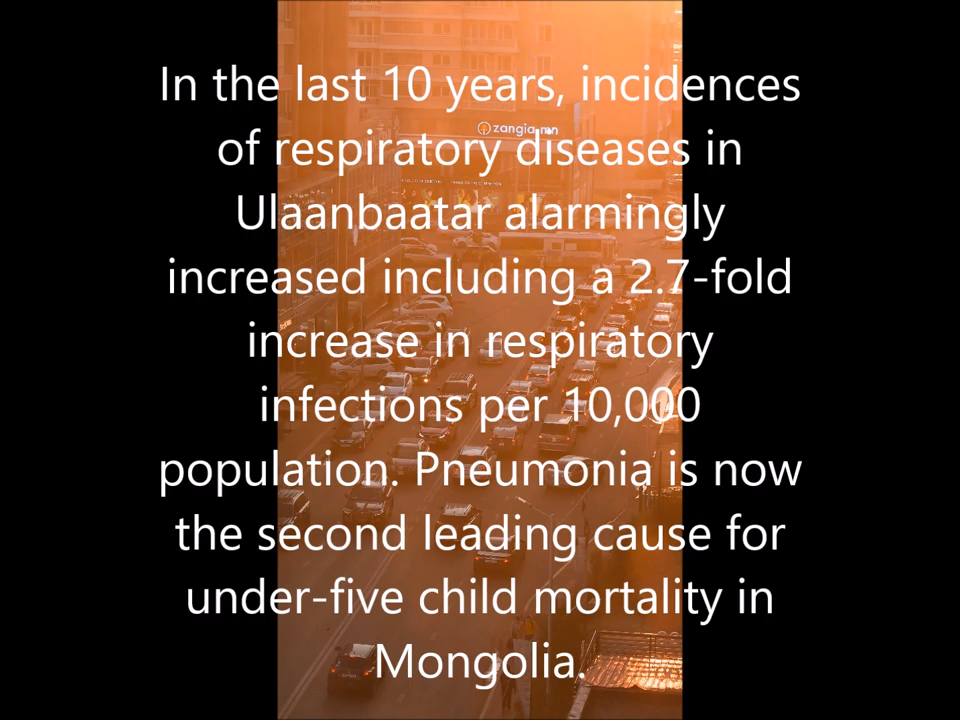 In the last 10 years, incidences
zangia.mn
of respiratory diseases in
Ulaanbaatar alarmingly
increased including a 2.7-fold
increase in respiratory
infections per 10,000
population. Pneumonia is now
the second leading cause for
under-five child mortality in
Mongolia.